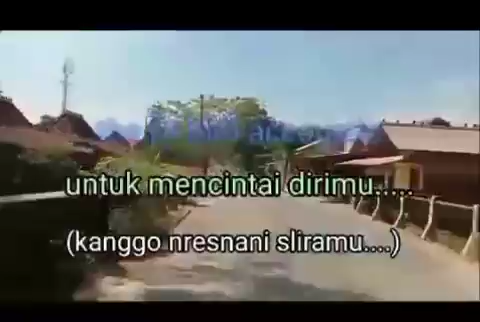 untuk mencintai dirimu.....
(kanggo nresnani sliramu....)